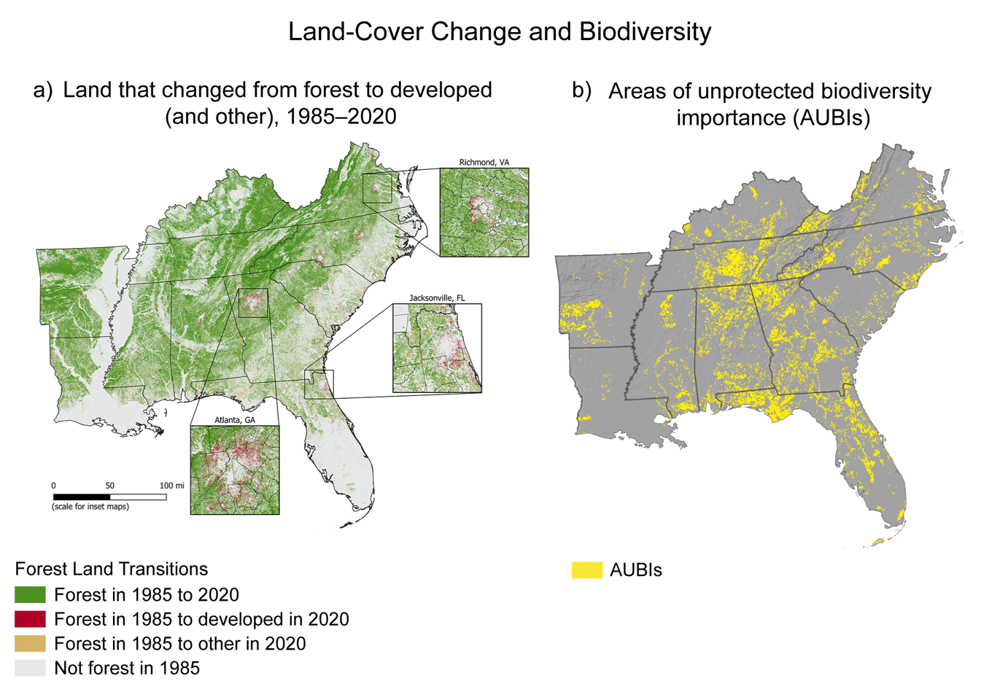 Land-Cover Change and Biodiversity
a) Land that changed from forest to developed
(and other), 1985–2020
Richmond, VA
Jacksonville, FL
Atlanta, GA
0 50 100 mi
(scale for inset maps)
Forest Land Transitions
Forest in 1985 to 2020
Forest in 1985 to developed in 2020
Forest in 1985 to other in 2020
Not forest in 1985
b) Areas of unprotected biodiversity
importance (AUBIs)
AUBIs